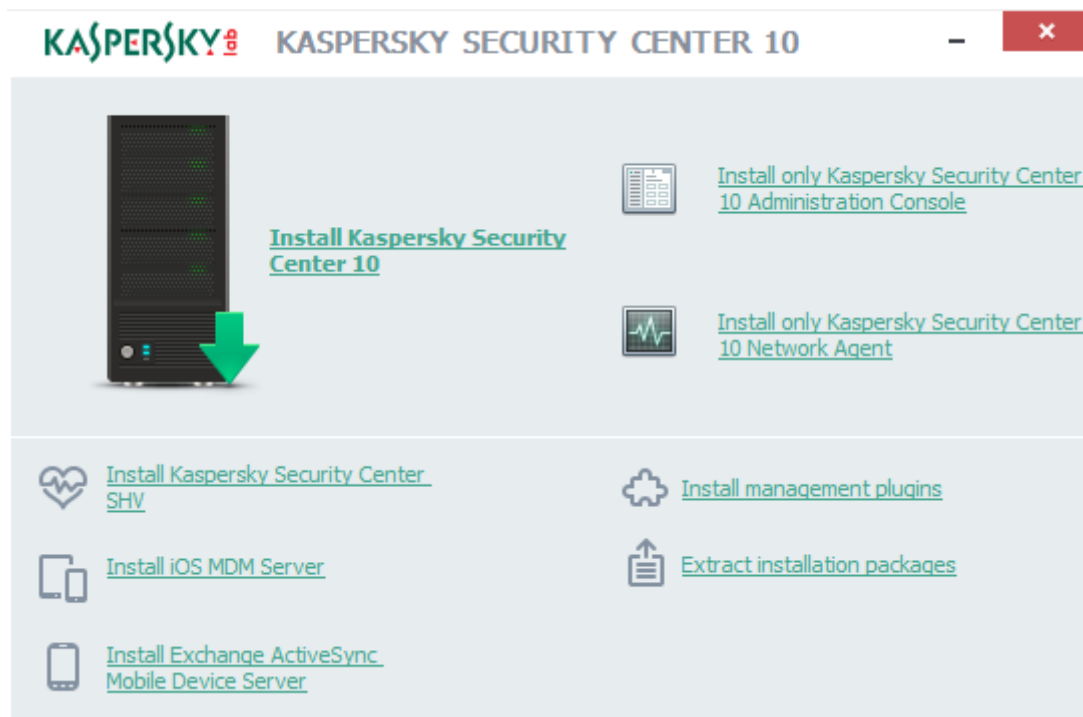 KASPERSKY lab
KASPERSKY SECURITY CENTER 10
Install Kaspersky Security
Center 10
Install only Kaspersky Security Center
10 Administration Console
Install only Kaspersky Security Center
10 Network Agent
Install Kaspersky Security Center
SHV
Install iOS MDM Server
Install Exchange ActiveSync
Mobile Device Server
Install management plugins
Extract installation packages